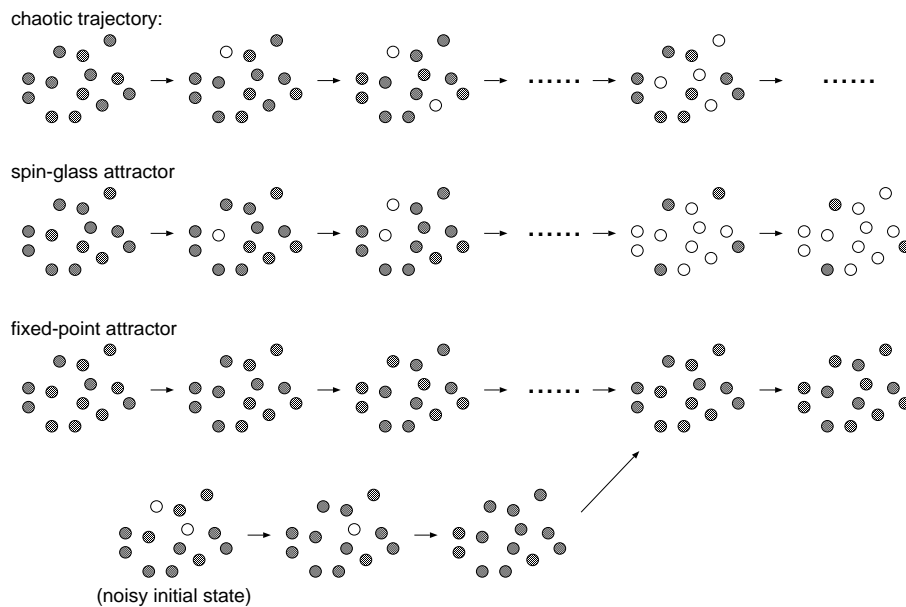 chaotic trajectory:
spin-glass attractor
fixed-point attractor
(noisy initial state)